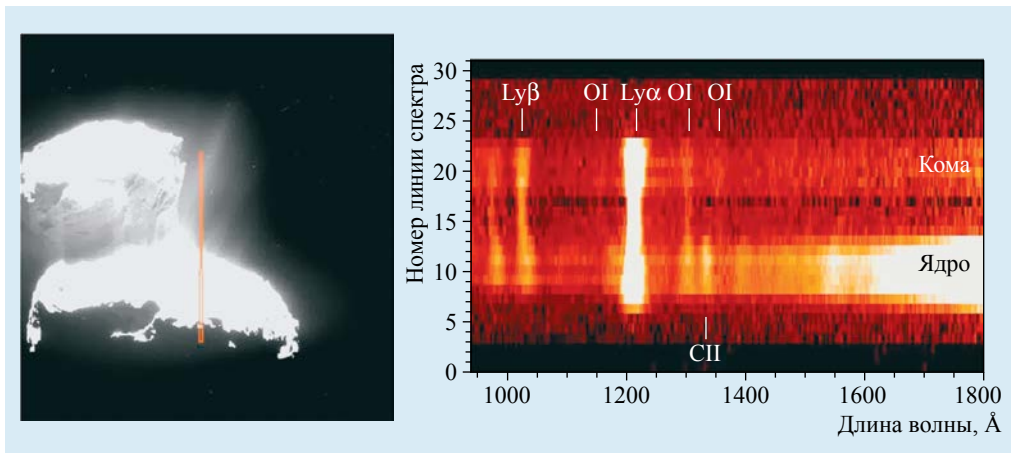 30
25
20
15
10
5
0
Номер линии спектра
Lyβ OI Lyα OI OI
Кома
Ядро
CII
1000 1200 1400 1600 1800
Длина волны, Å